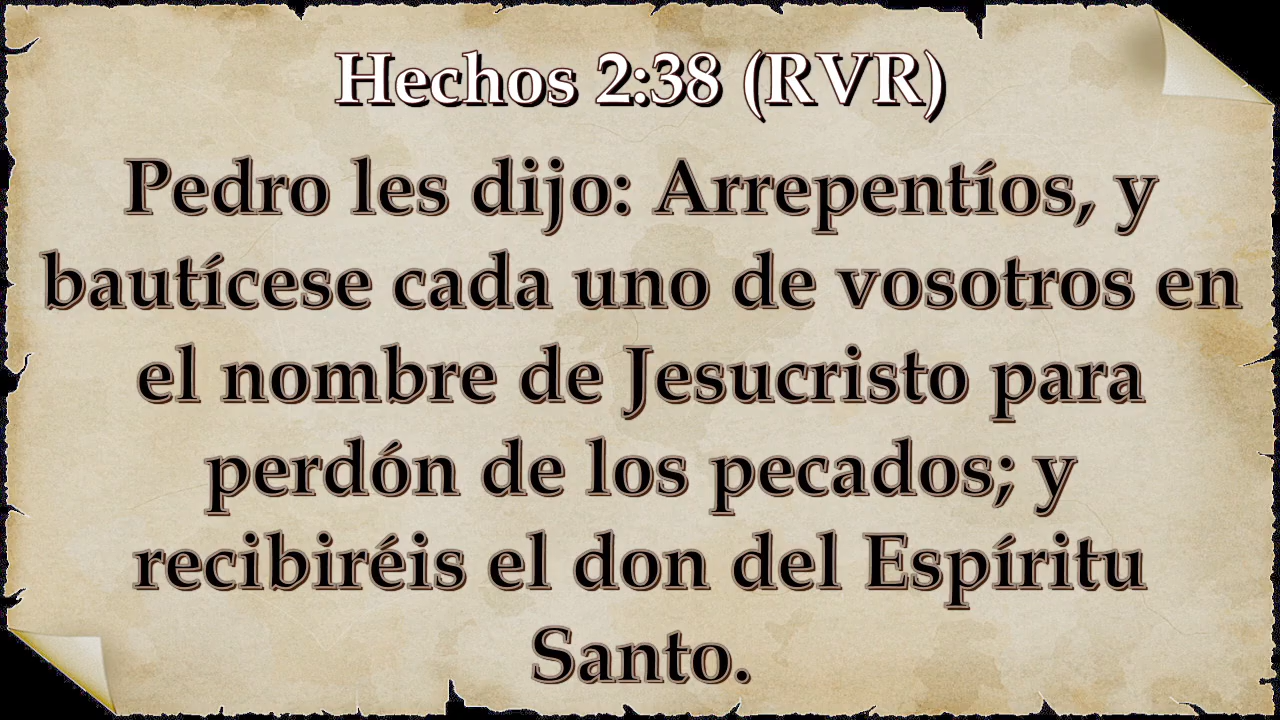 Hechos 2:38 (RVR)
Pedro les dijo: Arrepentíos, y
bautícese cada uno de vosotros en
el nombre de Jesucristo para
perdón de los pecados; y
recibiréis el don del Espíritu
Santo.